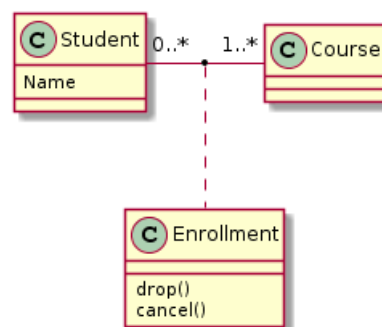 C Student
0..*
1..*
C Course
Name
C Enrollment
drop()
cancel()